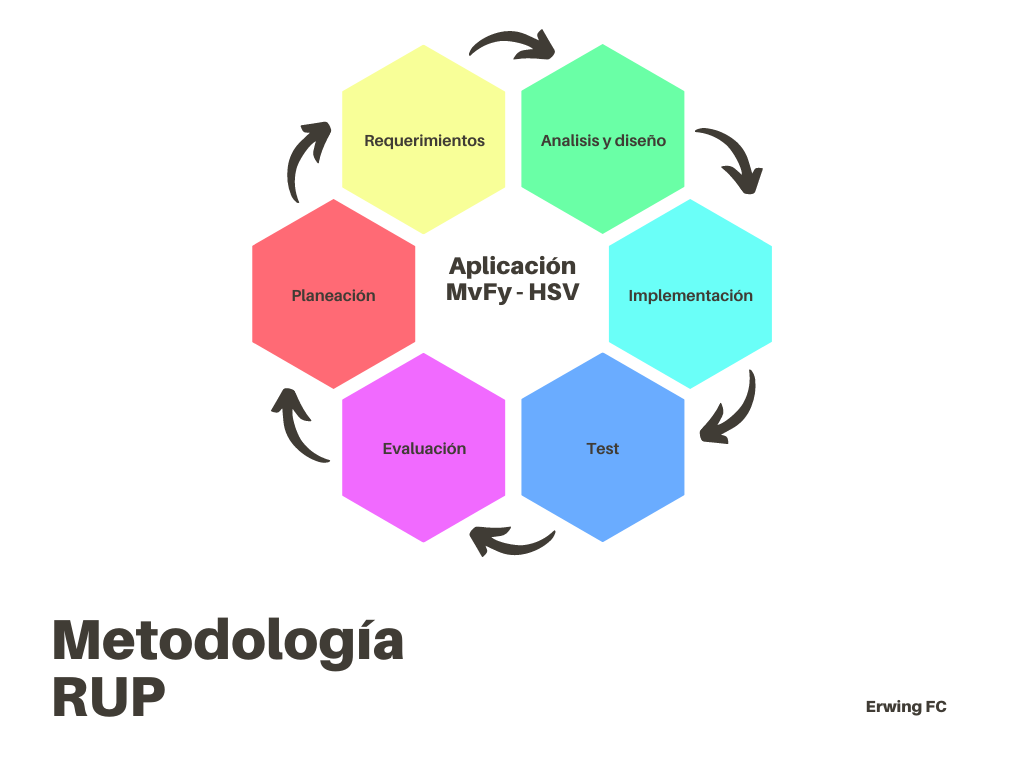 Requerimientos
Analisis y diseño
Planeación
Aplicación
MvFy - HSV
Implementación
Evaluación
Test
Metodología
RUP
Erwing FC